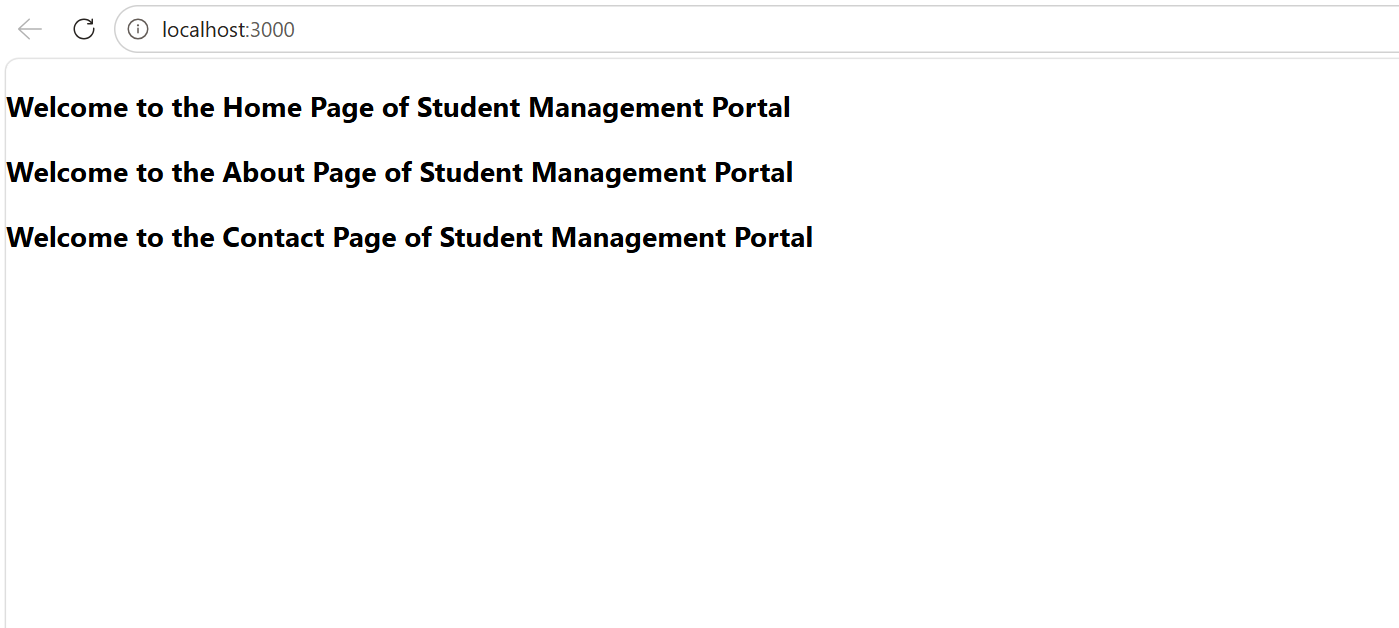 localhost:3000
Welcome to the Home Page of Student Management Portal
Welcome to the About Page of Student Management Portal
Welcome to the Contact Page of Student Management Portal